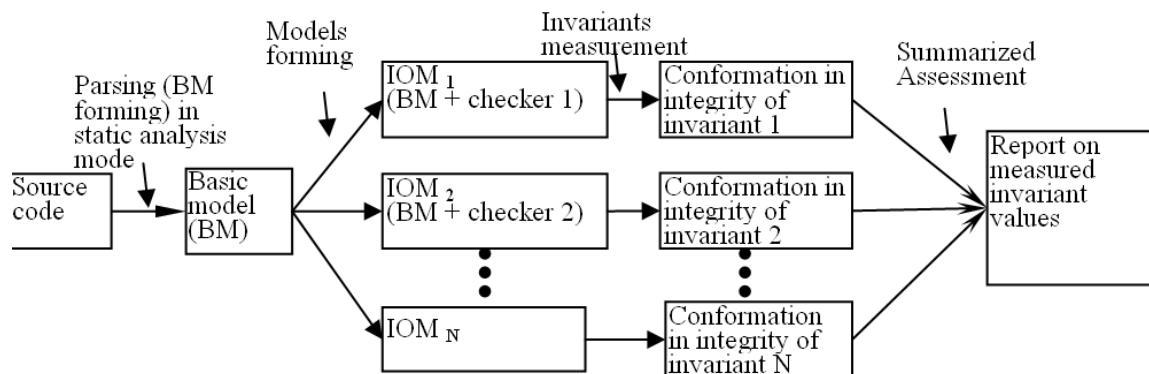 Models
forming
Invariants
measurement
Summarized
Assessment
Parsing (BM
forming) in
static analysis
mode
Source
code
Basic
model
(BM)
IOM 1
(BM + checker 1)
Conformation in
integrity of
invariant 1
IOM 2
(BM + checker 2)
Conformation in
integrity of
invariant 2
IOM N
Conformation
in integrity of
invariant N
Report on
measured
invariant
values